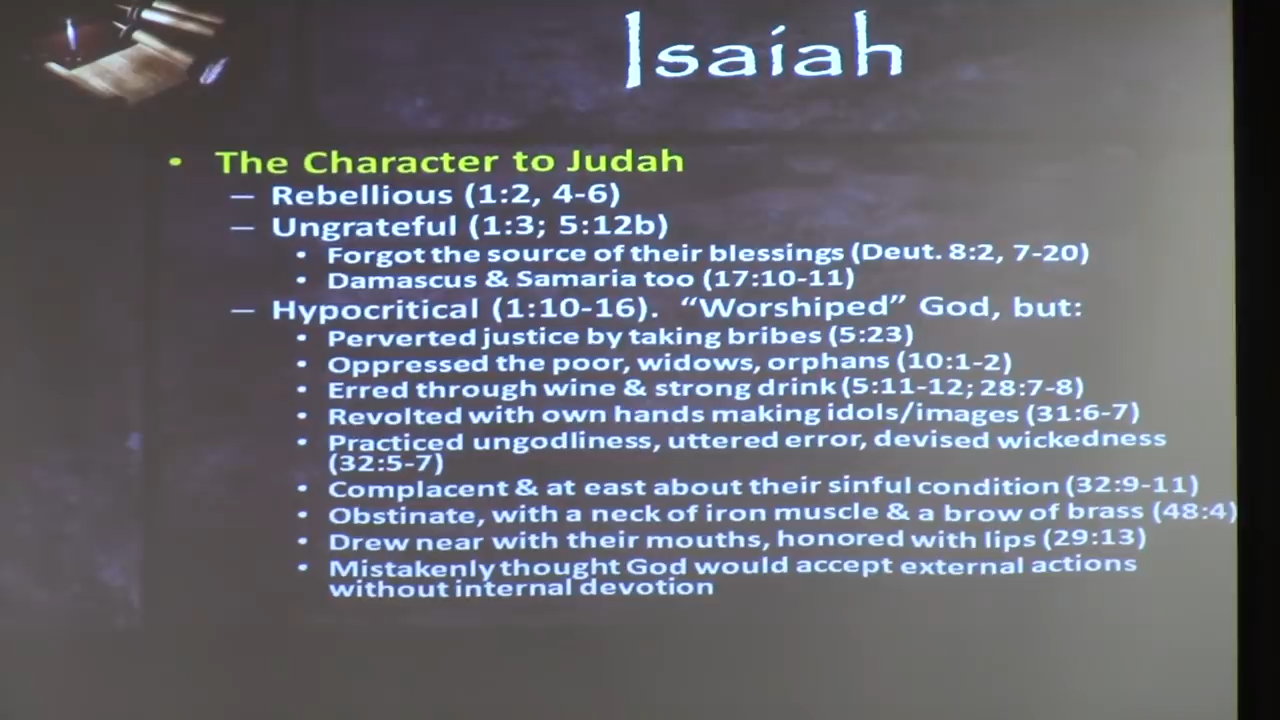 Isaiah
• The Character to Judah
– Rebellious (1:2, 4-6)
– Ungrateful (1:3; 5:12b)
• Forgot the source of their blessings (Deut. 8:2, 7-20)
• Damascus & Samaria too (17:10-11)
– Hypocritical (1:10-16). “Worshiped” God, but:
• Perverted justice by taking bribes (5:23)
• Oppressed the poor, widows, orphans (10:1-2)
• Erred through wine & strong drink (5:11-12; 28:7-8)
• Revolted with own hands making idols/images (31:6-7)
• Practiced ungodliness, uttered error, devised wickedness
(32:5-7)
• Complacent & at east about their sinful condition (32:9-11)
• Obstinate, with a neck of iron muscle & a brow of brass (48:4)
• Drew near with their mouths, honored with lips (29:13)
• Mistakenly thought God would accept external actions
without internal devotion